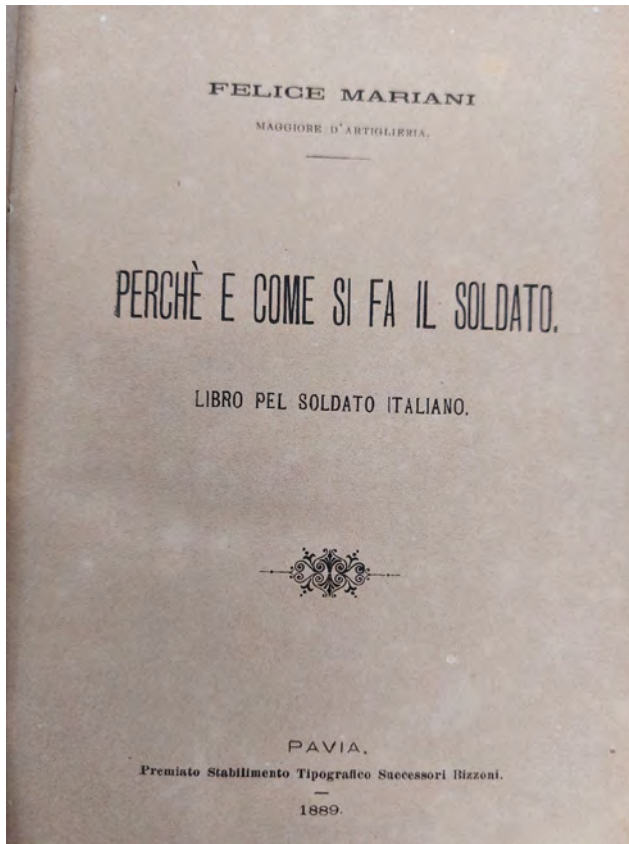 FELICE MARIANI
MAGGIORE D'ARTIGLIERIA.
PERCHÈ E COME SI FA IL SOLDATO.
LIBRO PEL SOLDATO ITALIANO.
PAVIA.
Premiato Stabilimento Tipografico Successori Bizzoni.
1889.